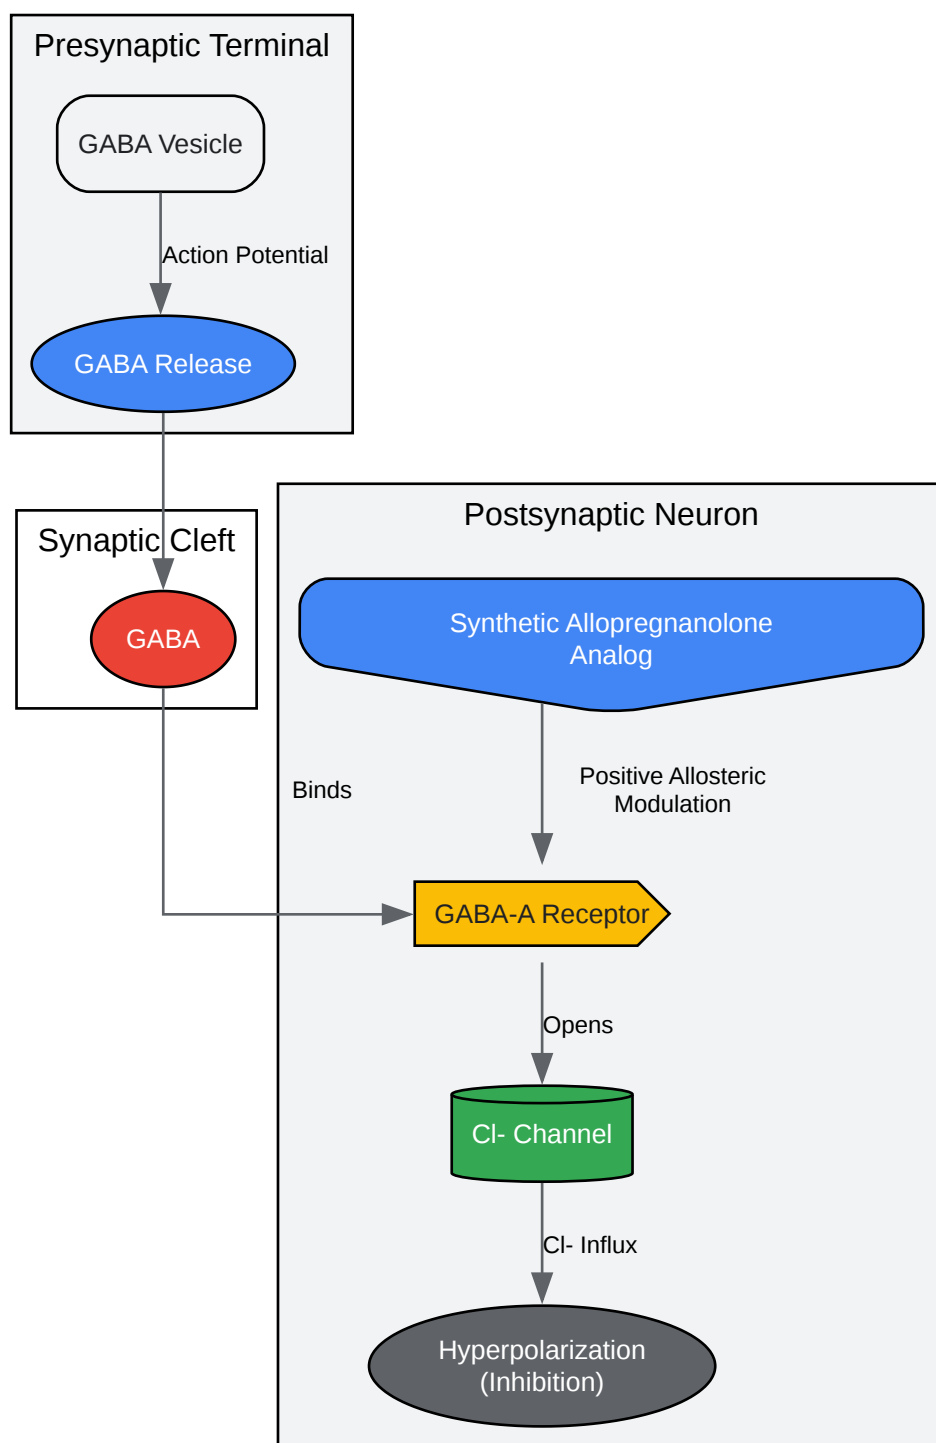 Presynaptic Terminal
GABA Vesicle
Action Potential
GABA Release
Synaptic Cleft
GABA
Postsynaptic Neuron
Synthetic Allopregnanolone
Analog
Binds
Positive Allosteric
Modulation
GABA-A Receptor
Opens
Cl- Channel
Cl- Influx
Hyperpolarization
(Inhibition)